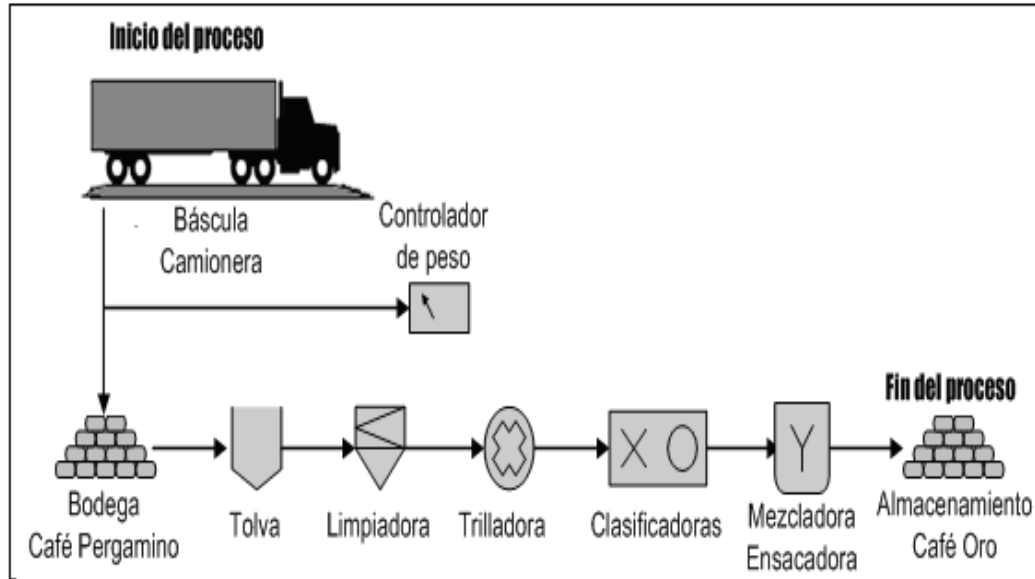 Inicio del proceso
Báscula
Camionera
Controlador
de peso
Fin del proceso
Bodega
Café Pergamino
Tolva
Limpiadora
Trilladora
Clasificadoras
Mezcladora
Ensacadora
Almacenamiento
Café Oro